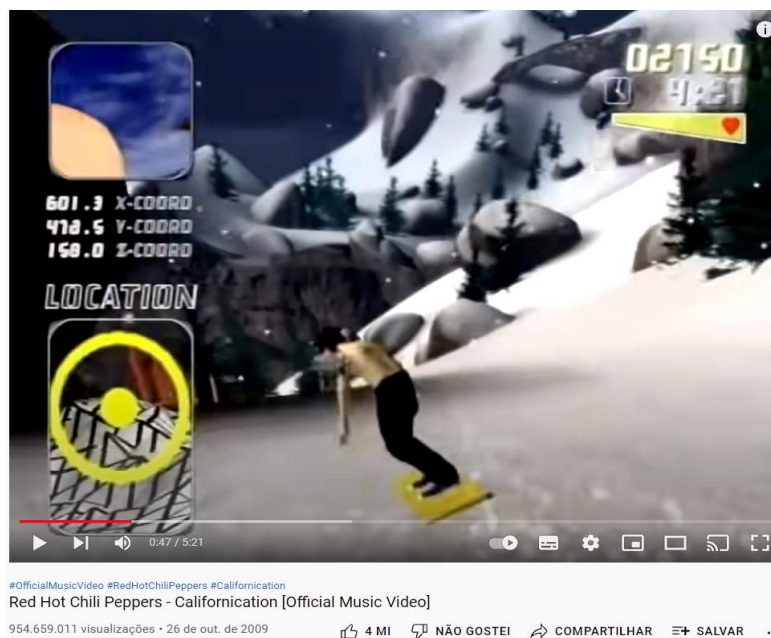 02150
4:21
601.3 X-COORD
478.5 Y-COORD
158.0 Z-COORD
LOCATION
0:47 / 5:21
#OfficialMusicVideo #RedHotChiliPeppers #Californication
Red Hot Chili Peppers - Californication [Official Music Video]
954.659.011 visualizações • 26 de out. de 2009 4 MI NÃO GOSTEI COMPARTILHAR SALVAR